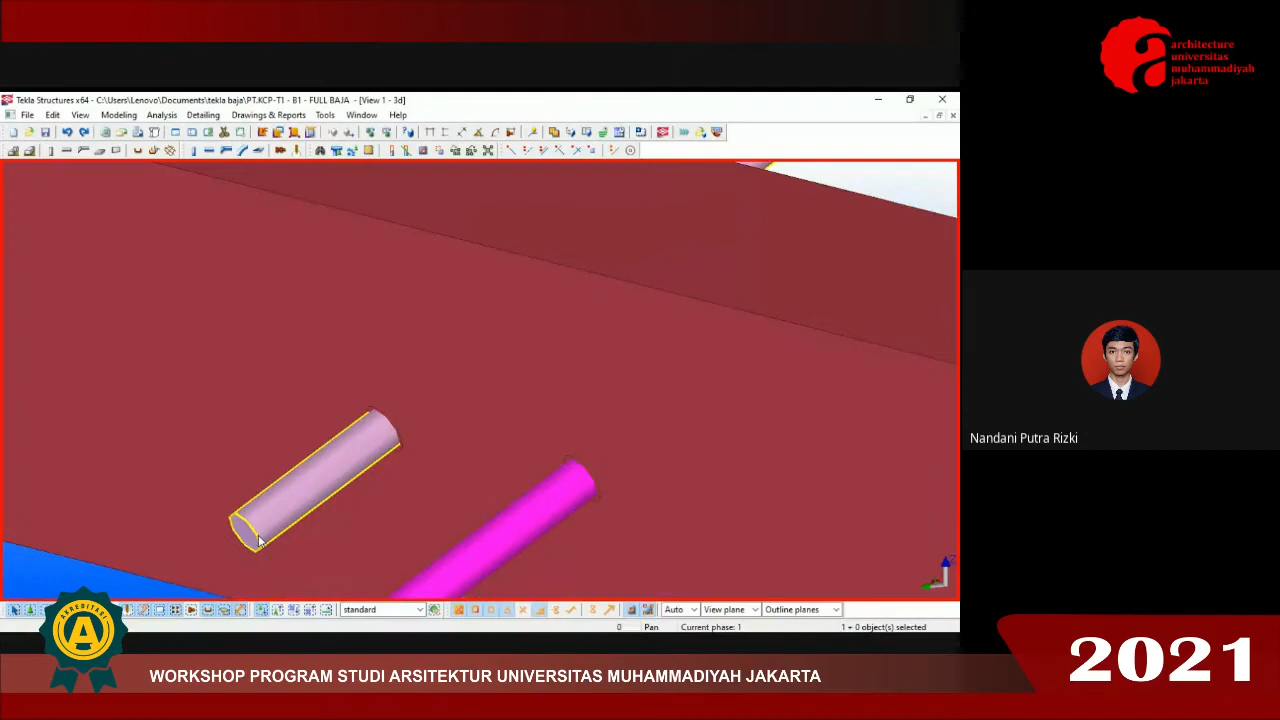 architecture
universitas
muhammadiyah
jakarta
Tekla Structures x64 - C:\Users\Lenovo\Documents\tekla baja\PT.KCP-T1 - B1 - FULL BAJA - [View 1 - 3d]
File Edit View Modeling Analysis Detailing Drawings & Reports Tools Window Help
Nandani Putra Rizki
standard
Auto
View plane
Outline planes
0 Pan Current phase: 1 1 + 0 object(s) selected
AKREDITASI
A
WORKSHOP PROGRAM STUDI ARSITEKTUR UNIVERSITAS MUHAMMADIYAH JAKARTA
2021